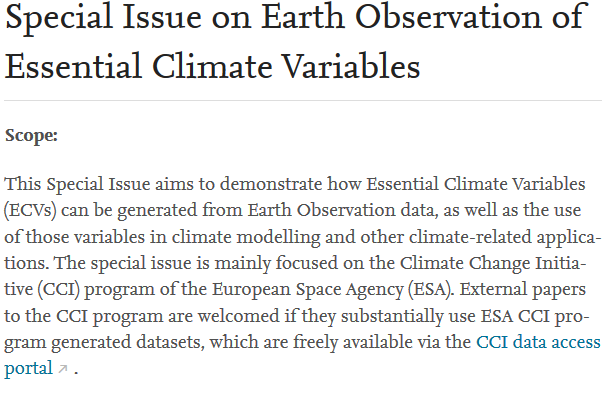 Special Issue on Earth Observation of
Essential Climate Variables
Scope:
This Special Issue aims to demonstrate how Essential Climate Variables
(ECVs) can be generated from Earth Observation data, as well as the use
of those variables in climate modelling and other climate-related applica-
tions. The special issue is mainly focused on the Climate Change Initia-
tive (CCI) program of the European Space Agency (ESA). External papers
to the CCI program are welcomed if they substantially use ESA CCI pro-
gram generated datasets, which are freely available via the CCI data access
portal ↗ .